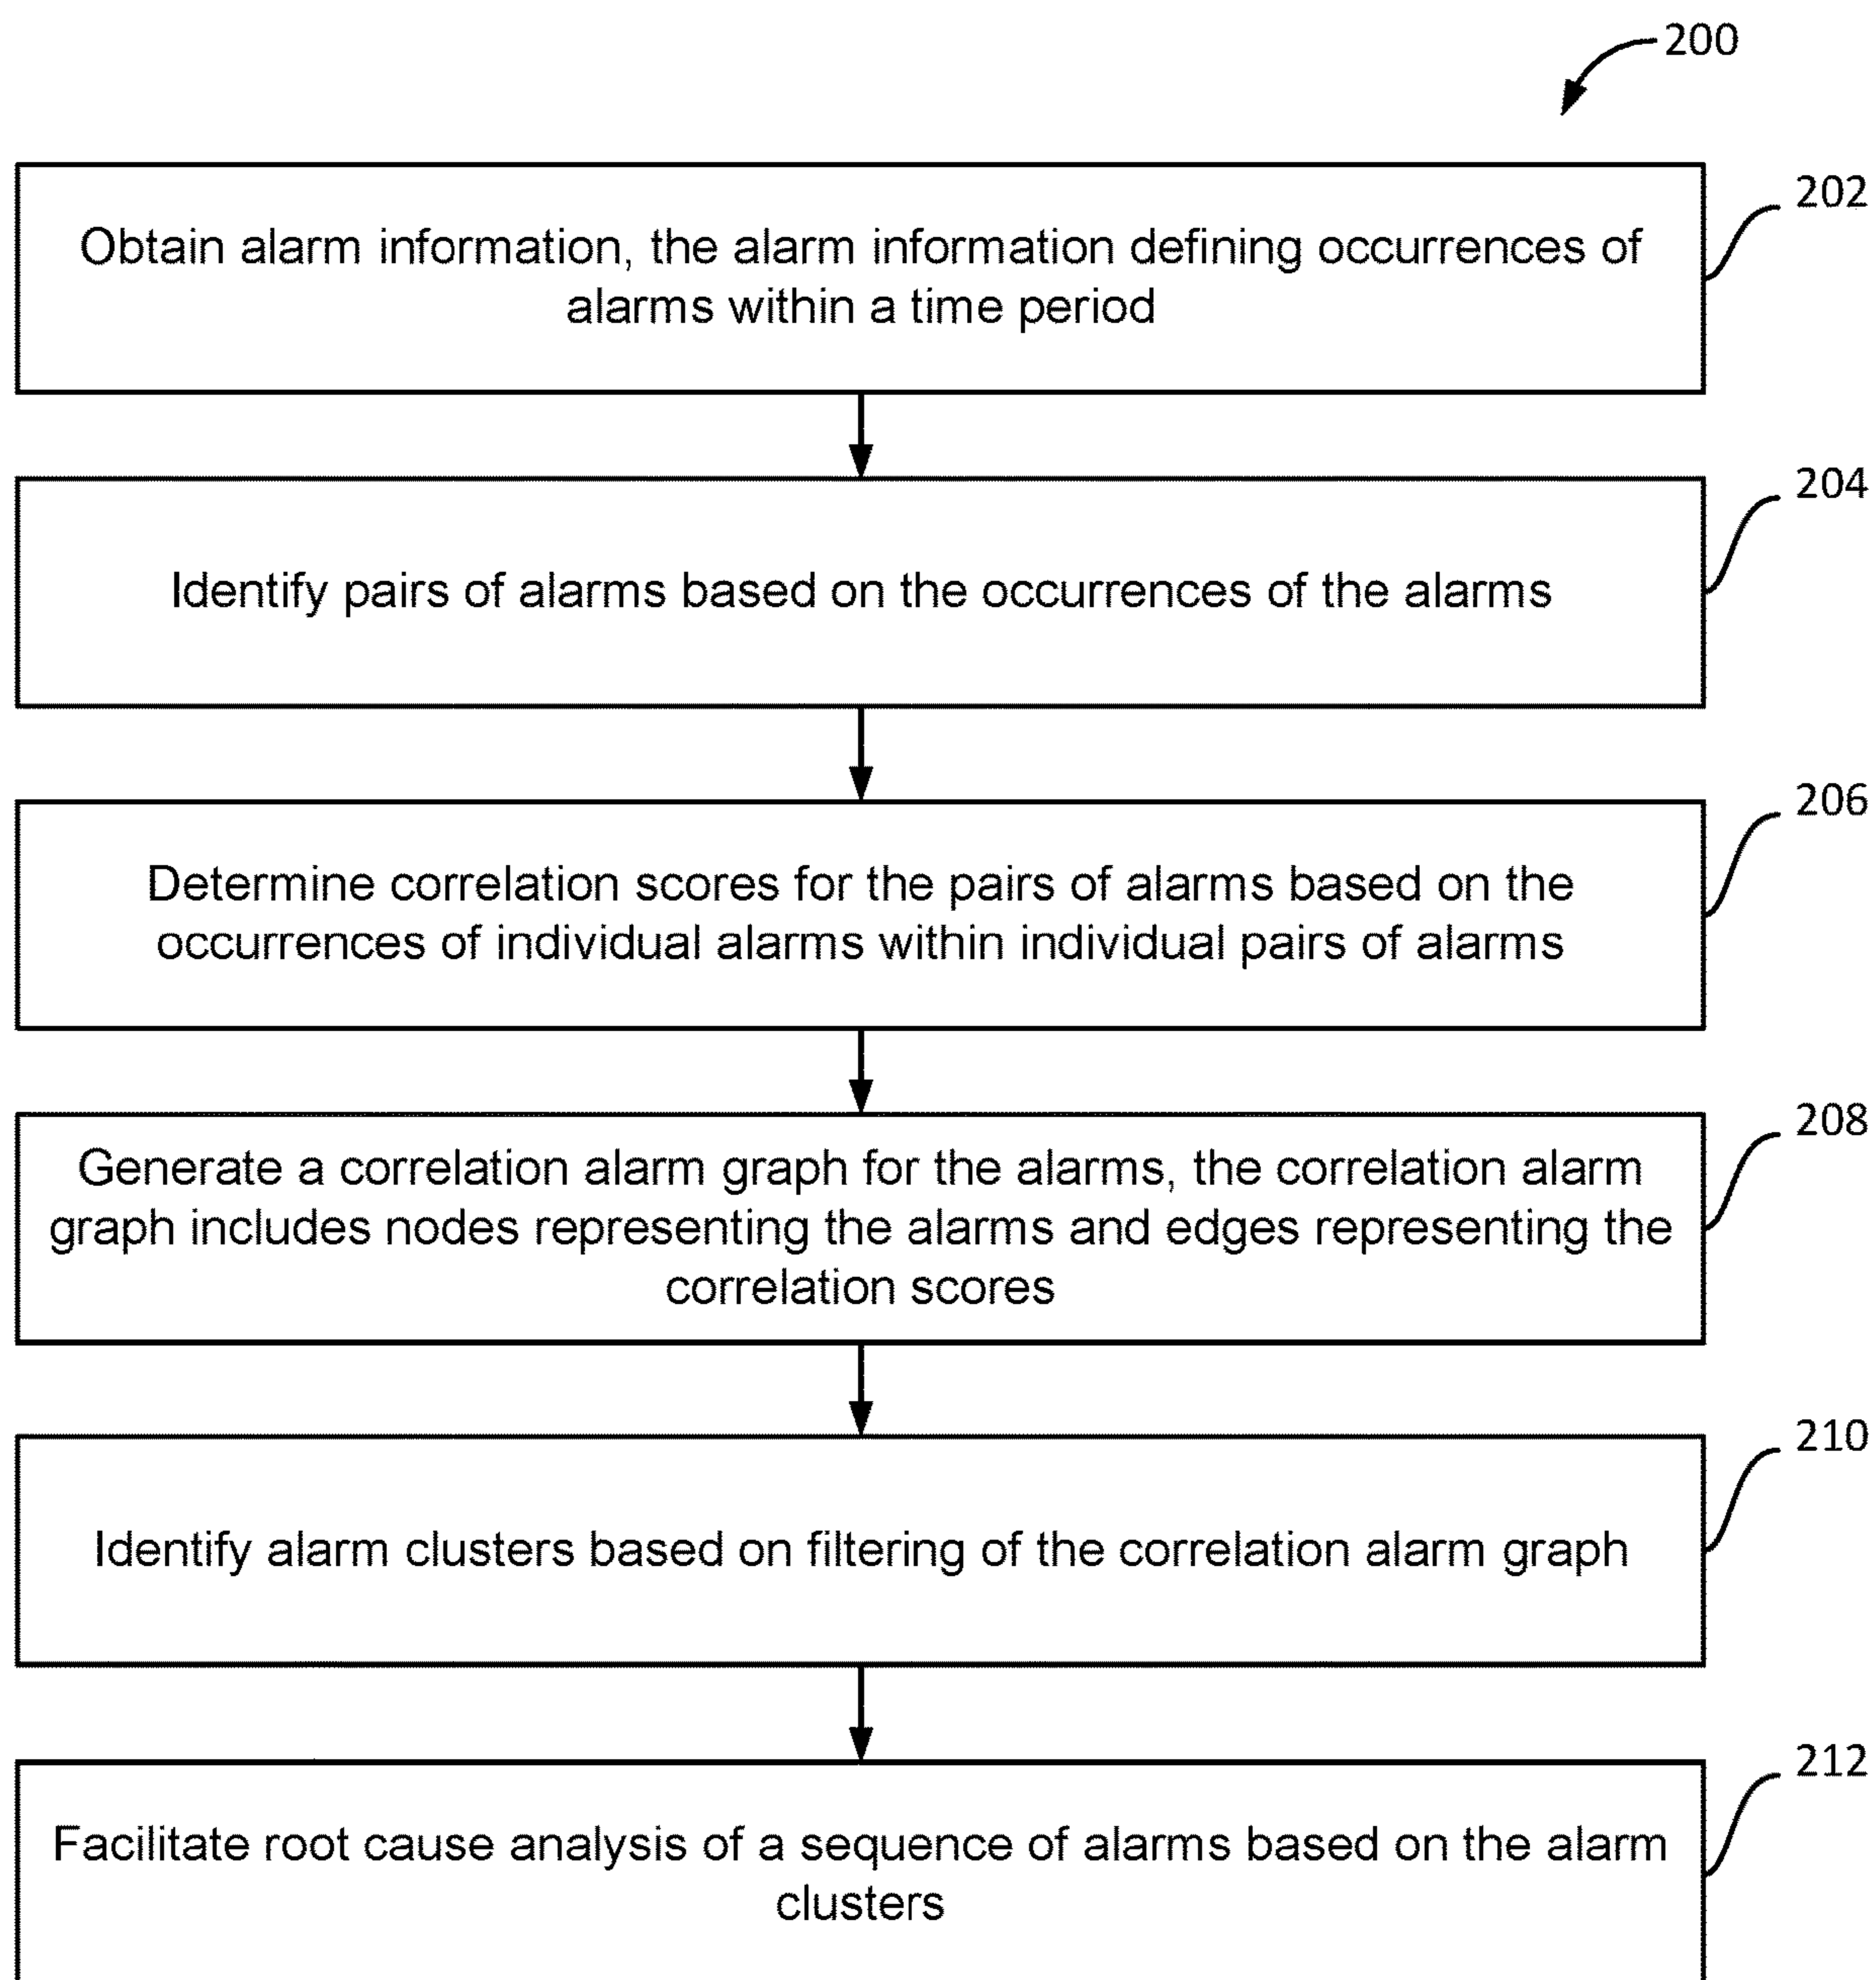 200
202
Obtain alarm information, the alarm information defining occurrences of
alarms within a time period
204
Identify pairs of alarms based on the occurrences of the alarms
206
Determine correlation scores for the pairs of alarms based on the
occurrences of individual alarms within individual pairs of alarms
208
Generate a correlation alarm graph for the alarms, the correlation alarm
graph includes nodes representing the alarms and edges representing the
correlation scores
210
Identify alarm clusters based on filtering of the correlation alarm graph
212
Facilitate root cause analysis of a sequence of alarms based on the alarm
clusters